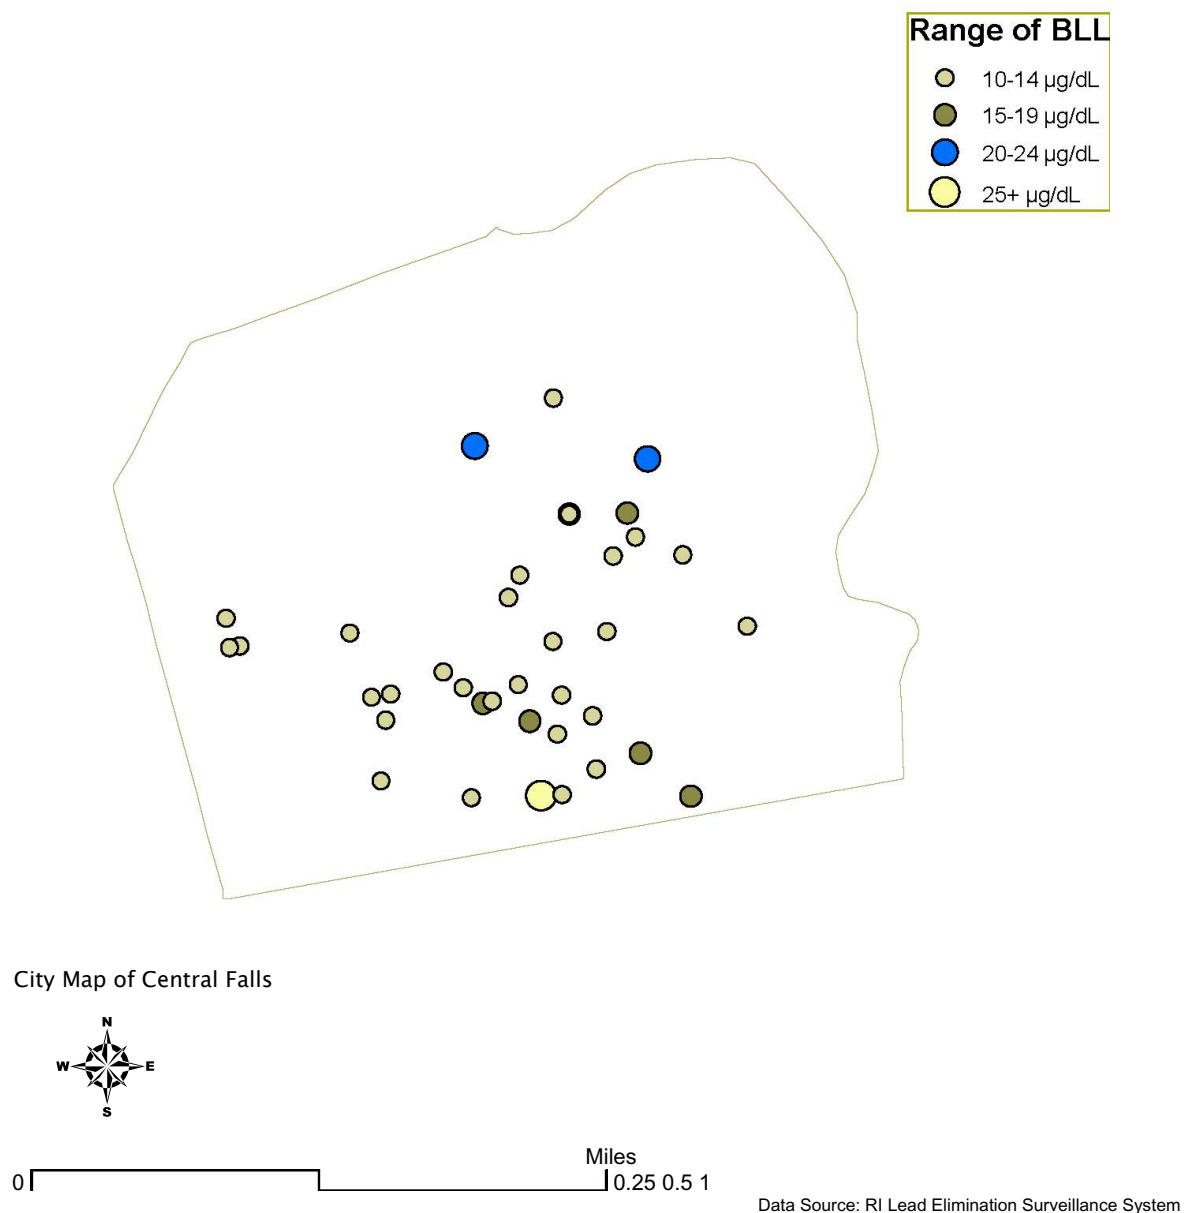 Range of BLL
10-14 µg/dL
15-19 µg/dL
20-24 µg/dL
25+ µg/dL
City Map of Central Falls
N
W E
S
Miles
0 0.25 0.5 1
Data Source: RI Lead Elimination Surveillance System